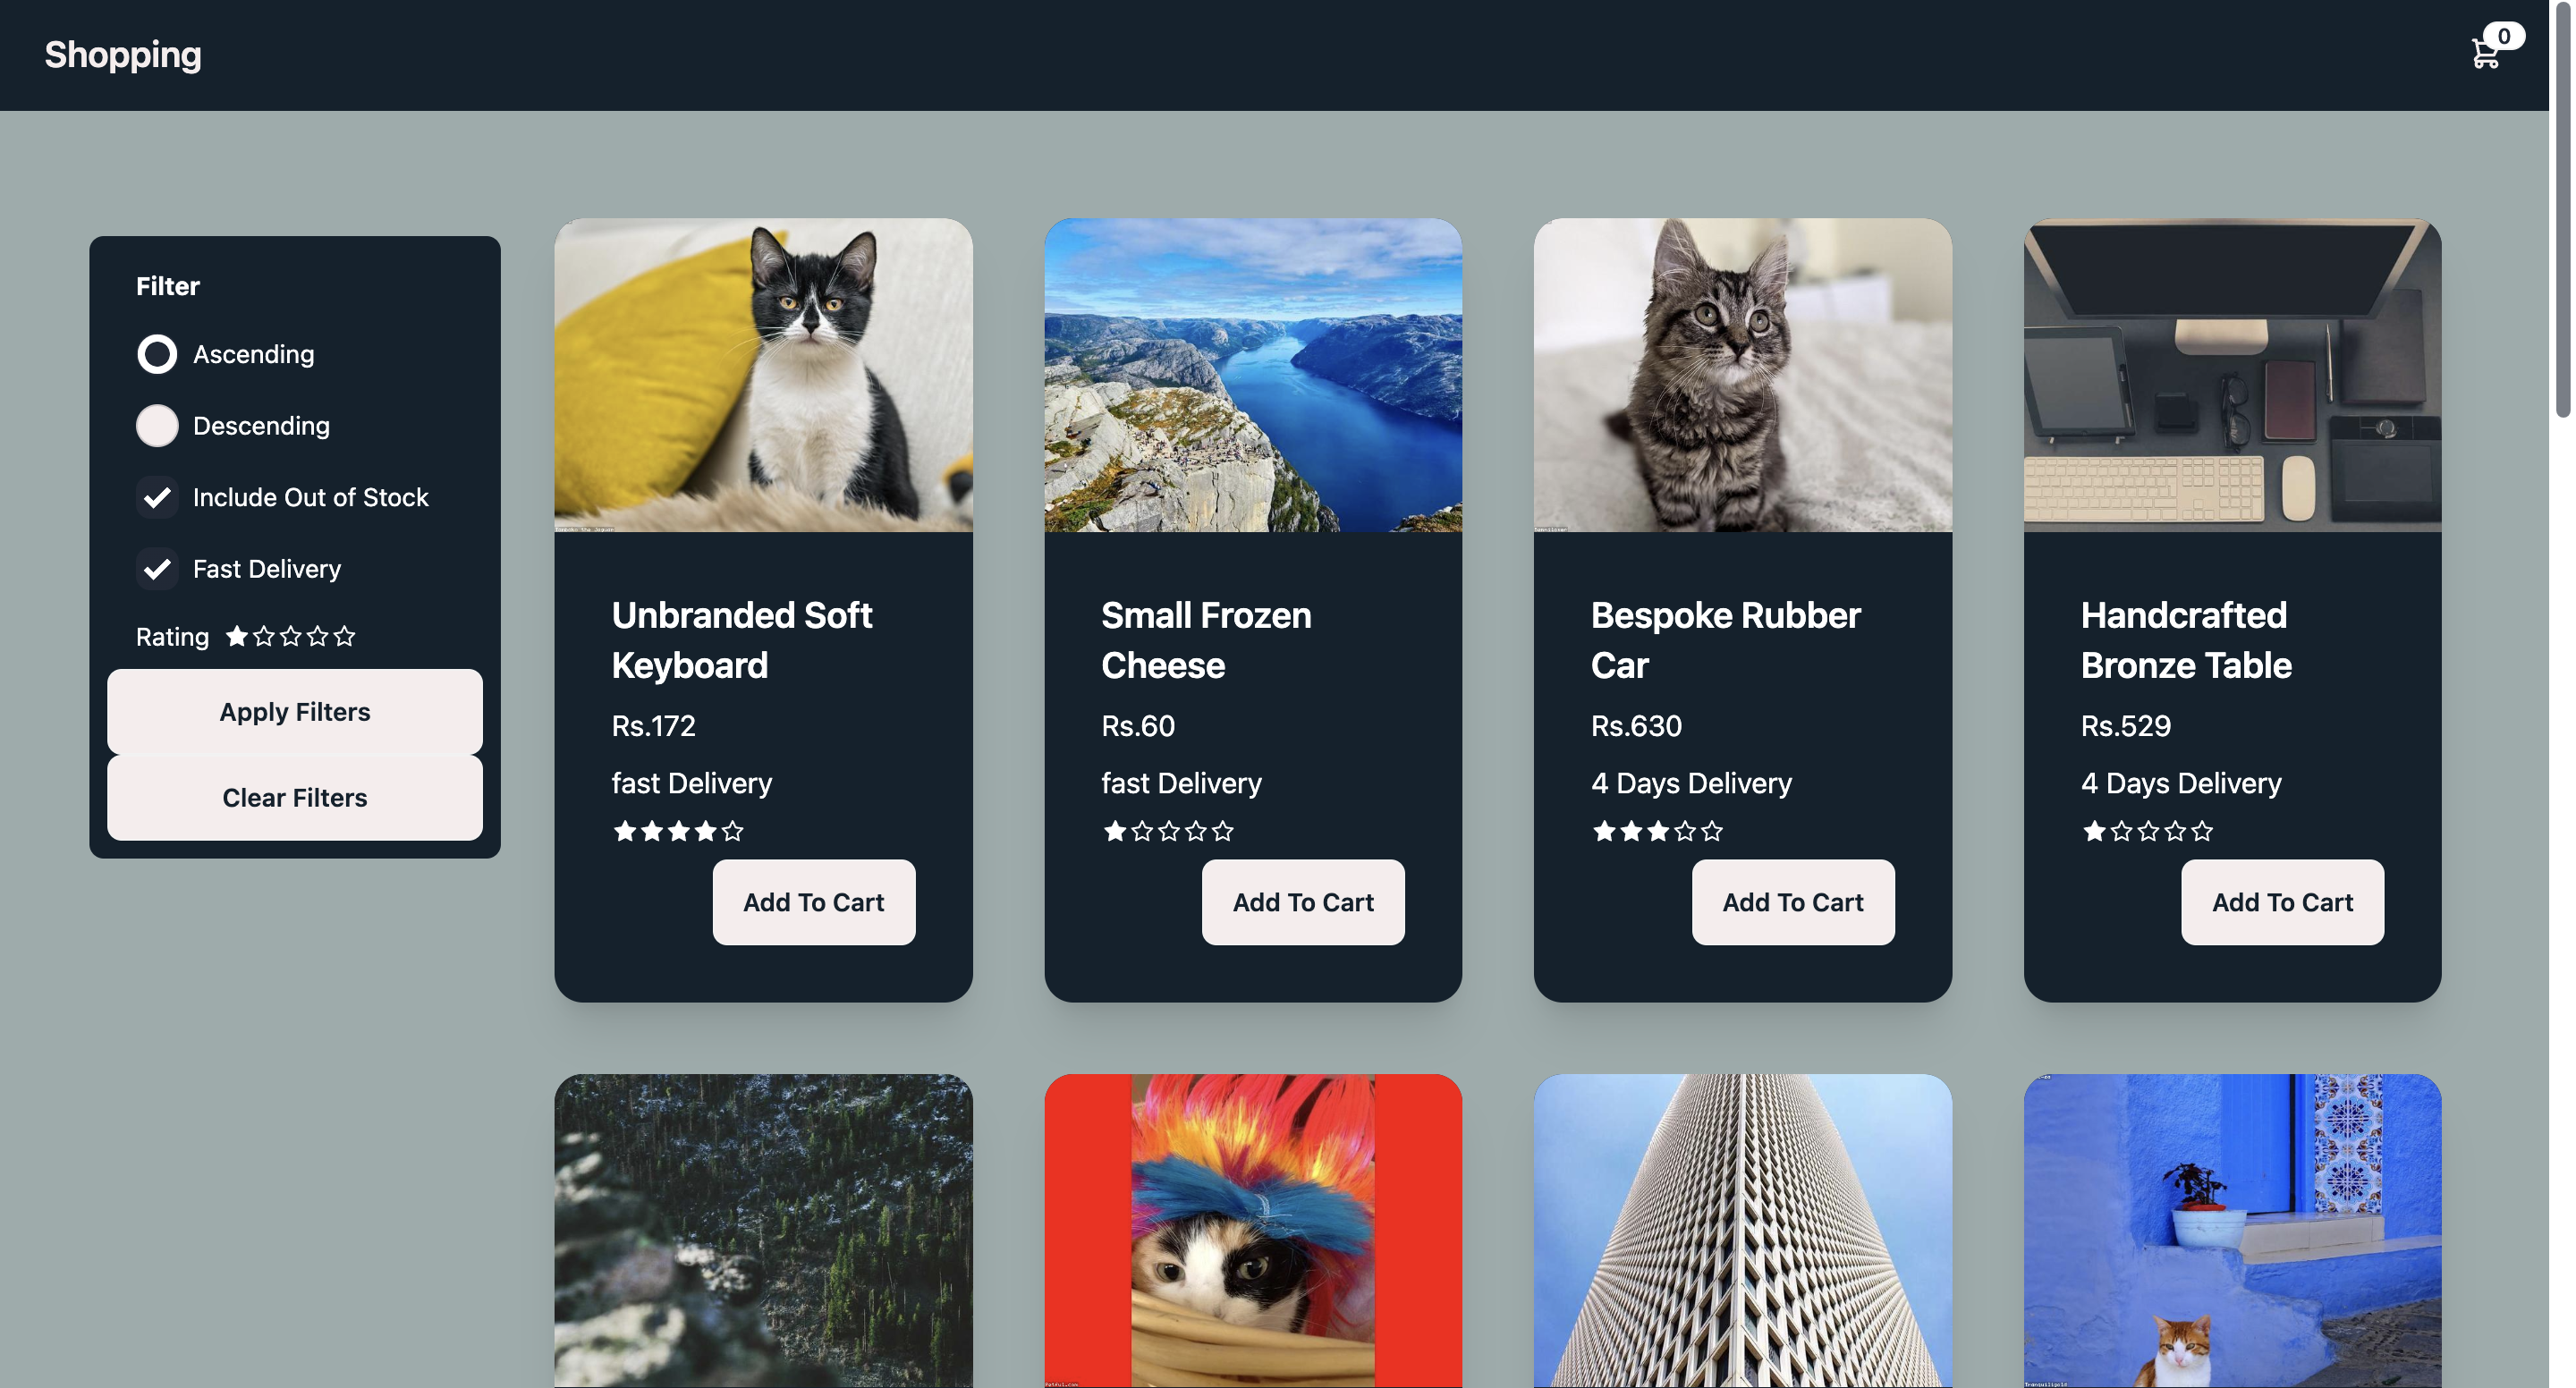 Shopping
0
Filter
Ascending
Descending
Include Out of Stock
Fast Delivery
Rating
Apply Filters
Clear Filters
Unbranded Soft
Keyboard
Rs.172
fast Delivery
Add To Cart
Small Frozen
Cheese
Rs.60
fast Delivery
Add To Cart
Bespoke Rubber
Car
Rs.630
4 Days Delivery
Add To Cart
Handcrafted
Bronze Table
Rs.529
4 Days Delivery
Add To Cart